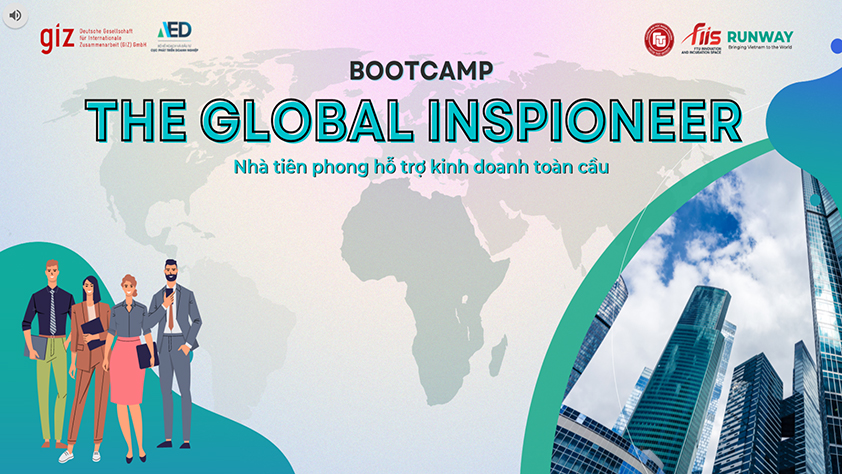 giz
Deutsche Gesellschaft
für Internationale
Zusammenarbeit (GIZ) GmbH
AED
CỤC PHÁT TRIỂN DOANH NGHIỆP
FTU
Fiis
FTU INNOVATION
AND INCUBATION SPACE
RUNWAY
Bringing Vietnam to the World
BOOTCAMP
THE GLOBAL INSPIONEER
Nhà tiên phong hỗ trợ kinh doanh toàn cầu